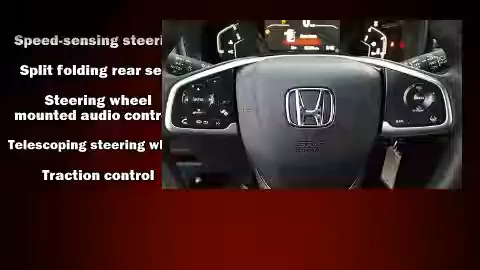 Speed-sensing steeri
Split folding rear se
Steering wheel
mounted audio contr
Telescoping steering wh
Traction control